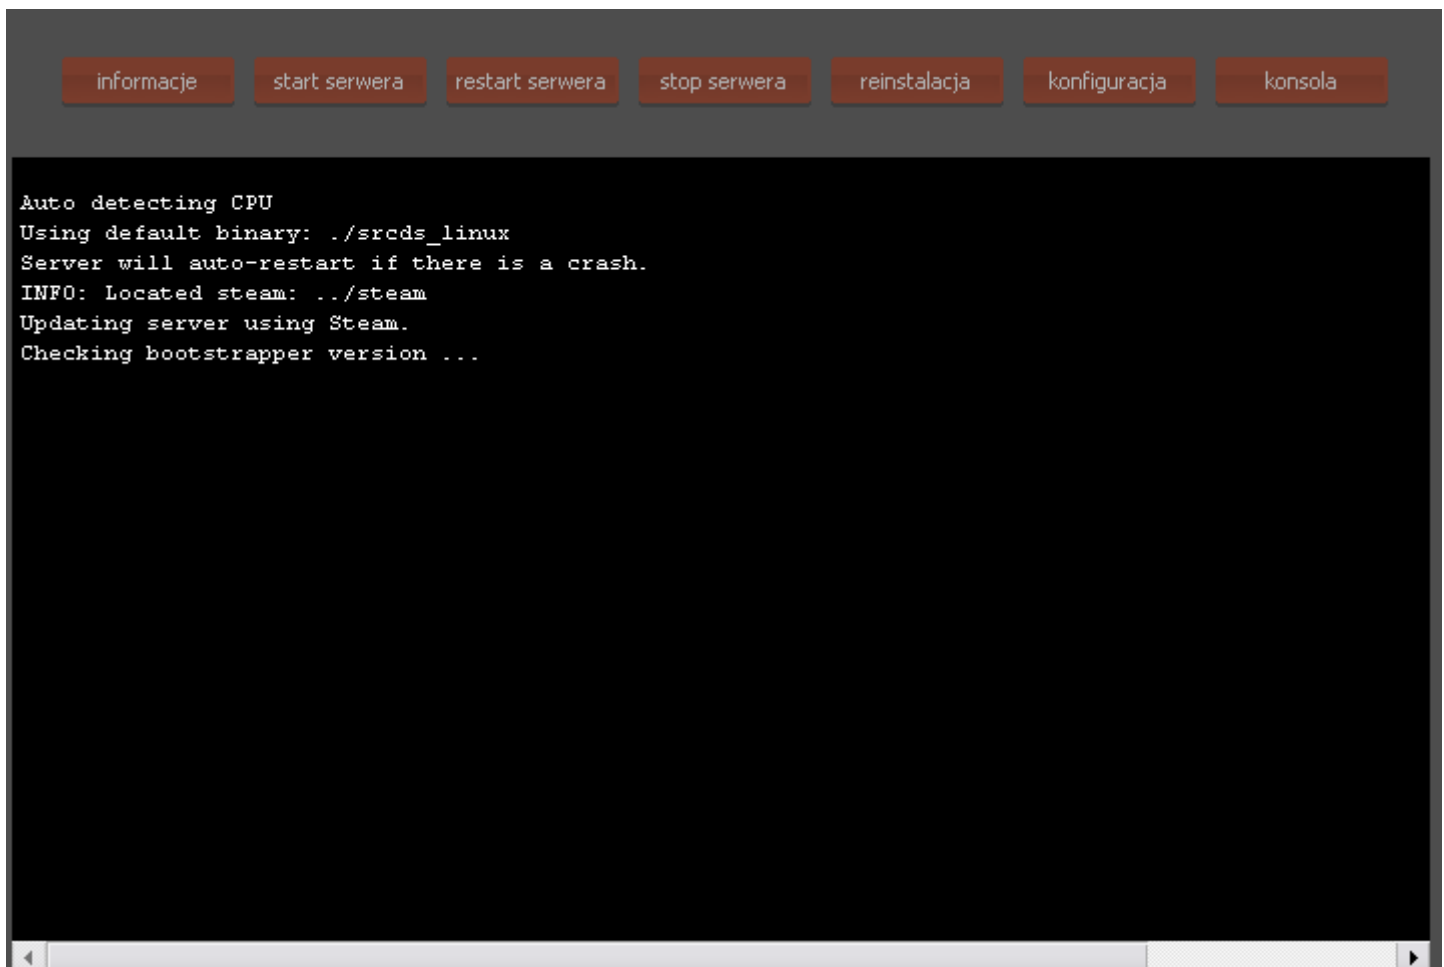 informacje start serwera restart serwera stop serwera reinstalacja konfiguracja konsola
Auto detecting CPU
Using default binary: ./srcds_linux
Server will auto-restart if there is a crash.
INFO: Located steam: ../steam
Updating server using Steam.
Checking bootstrapper version ...